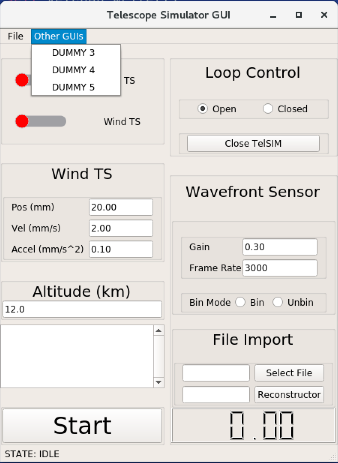 Telescope Simulator GUI
File Other GUIs
DUMMY 3
DUMMY 4
DUMMY 5
TS
Wind TS
Loop Control
Open Closed
Close TelSIM
Wind TS
Pos (mm) 20.00
Vel (mm/s) 2.00
Accel (mm/s^2) 0.10
Wavefront Sensor
Gain 0.30
Frame Rate 3000
Bin Mode Bin Unbin
Altitude (km)
12.0
File Import
Select File
Reconstructor
Start
0.00
STATE: IDLE